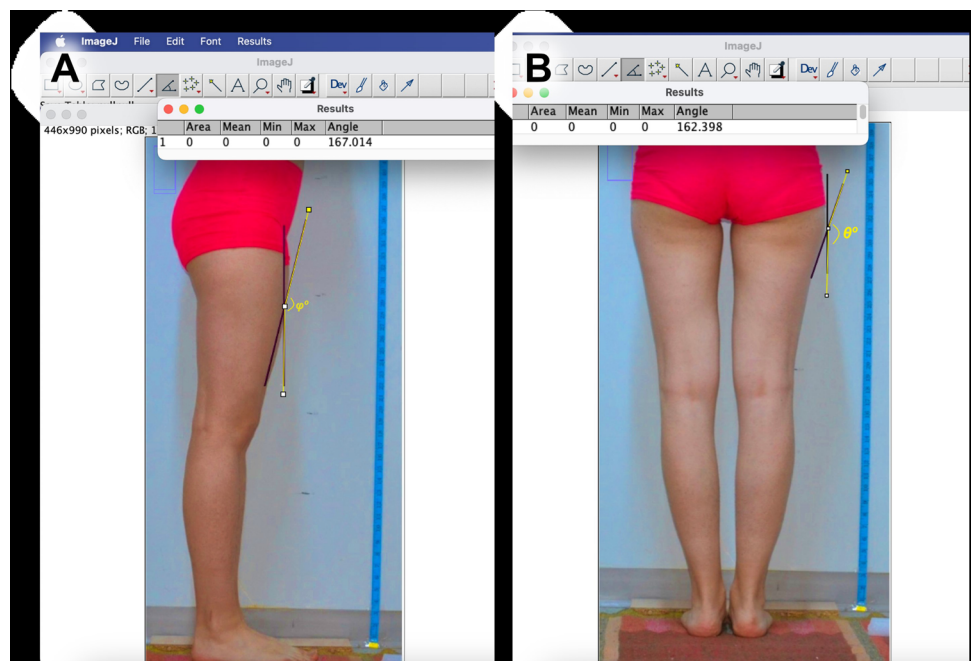 A
ImageJ File Edit Font Results
ImageJ
Dev
Results
446x990 pixels; RGB; 1
Area Mean Min Max Angle
1 0 0 0 0 167.014
φº
B
ImageJ
Dev
Results
Area Mean Min Max Angle
0 0 0 0 162.398
θº